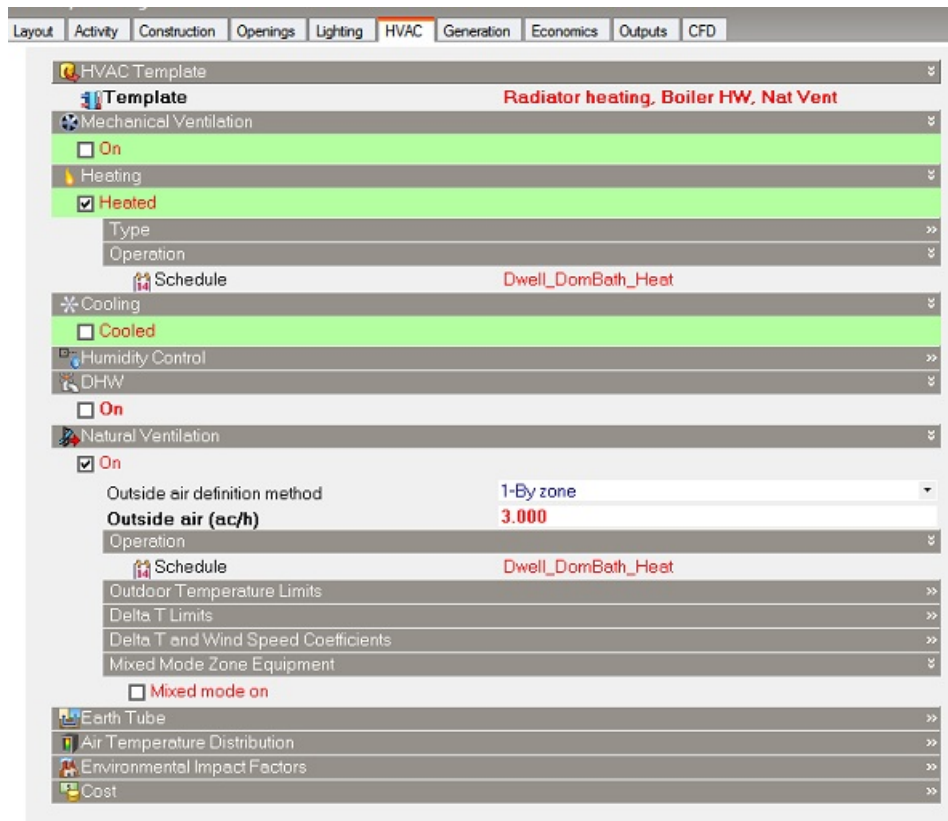 Layout Activity Construction Openings Lighting HVAC Generation Economics Outputs CFD
HVAC Template
Template Radiator heating, Boiler HW, Nat Vent
Mechanical Ventilation
On
Heating
Heated
Type
Operation
14 Schedule Dwell_DomBath_Heat
Cooling
Cooled
Humidity Control
DHW
On
Natural Ventilation
On
Outside air definition method 1-By zone
Outside air (ac/h) 3.000
Operation
14 Schedule Dwell_DomBath_Heat
Outdoor Temperature Limits
Delta T Limits
Delta T and Wind Speed Coefficients
Mixed Mode Zone Equipment
Mixed mode on
Earth Tube
Air Temperature Distribution
Environmental Impact Factors
Cost